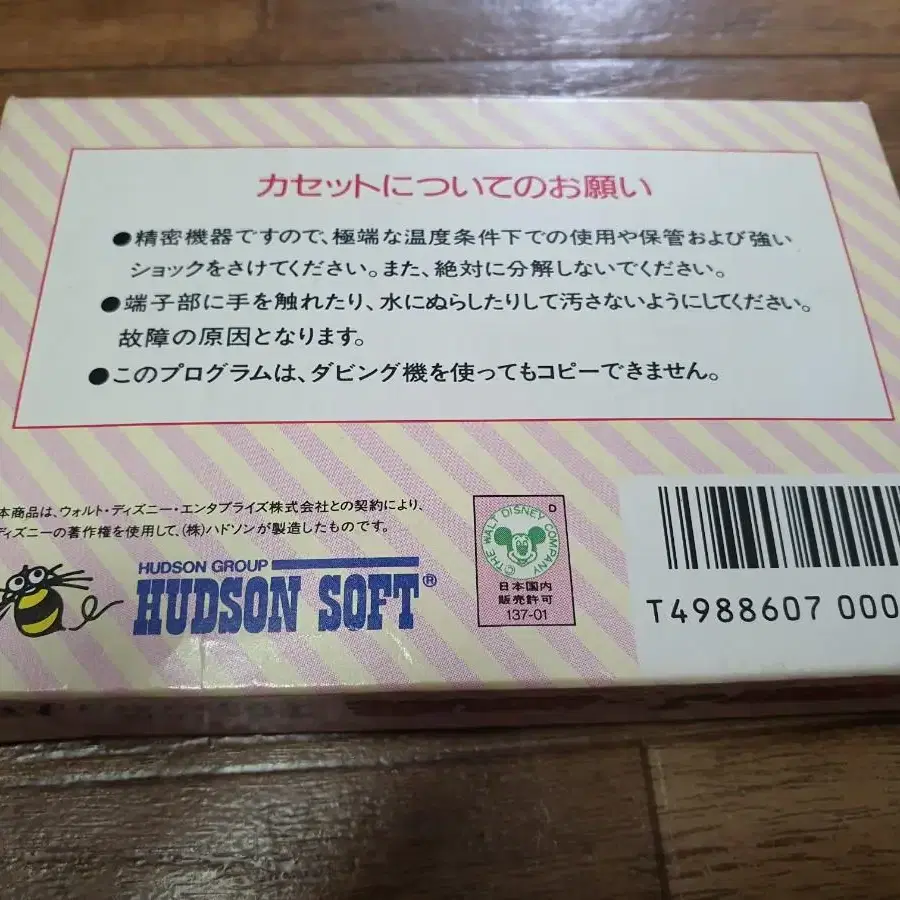 カセットについてのお願い
●精密機器ですので、極端な温度条件下での使用や保管および強い
ショックをさけてください。また、絶対に分解しないでください。
●端子部に手を触れたり、水にぬらしたりして汚さないようにしてください。
故障の原因となります。
●このプログラムは、ダビング機を使ってもコピーできません。
本商品は、ウォルト・ディズニー・エンタプライズ株式会社との契約により、
ディズニーの著作権を使用して、(株)ハドソンが製造したものです。
HUDSON GROUP
HUDSON SOFT®
D
© THE WALT DISNEY COMPANY
日本国内
販売許可
137-01
T4988607 000